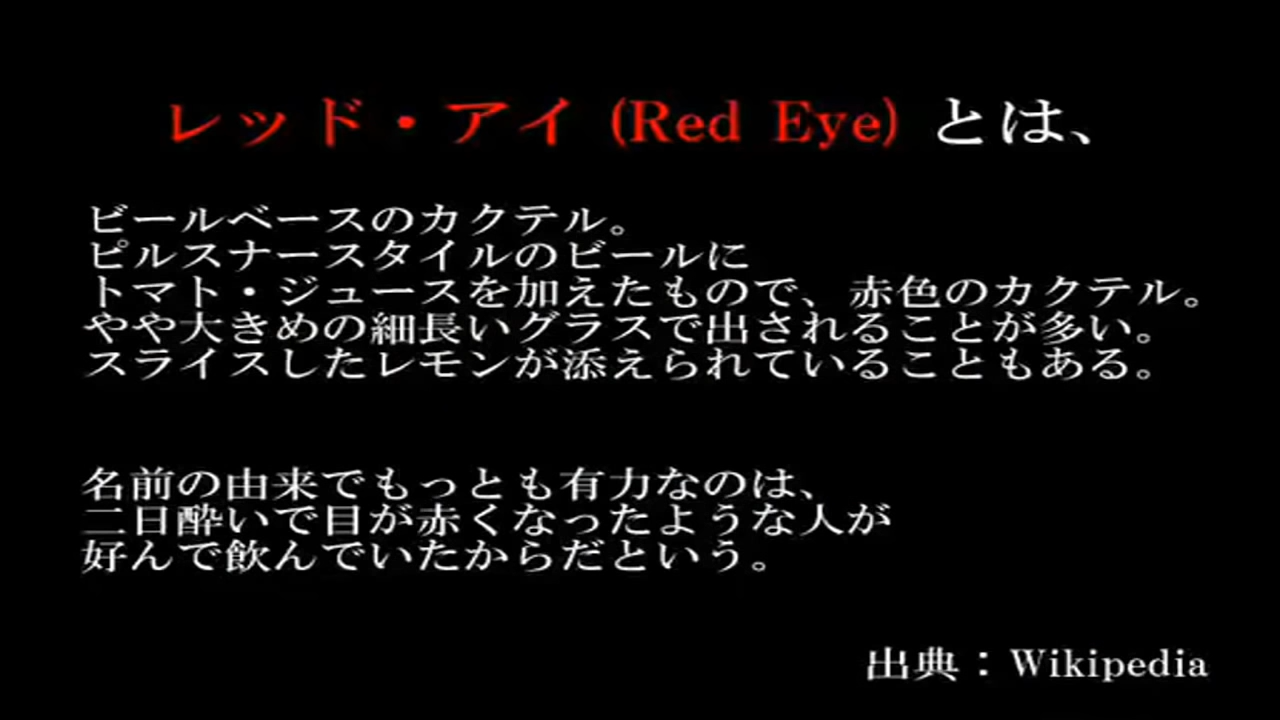 レッド・アイ (Red Eye) とは、
ビールベースのカクテル。
ピルスナースタイルのビールに
トマト・ジュースを加えたもので、赤色のカクテル。
やや大きめの細長いグラスで出されることが多い。
スライスしたレモンが添えられていることもある。
名前の由来でもっとも有力なのは、
二日酔いで目が赤くなったような人が
好んで飲んでいたからだという。
出典：Wikipedia